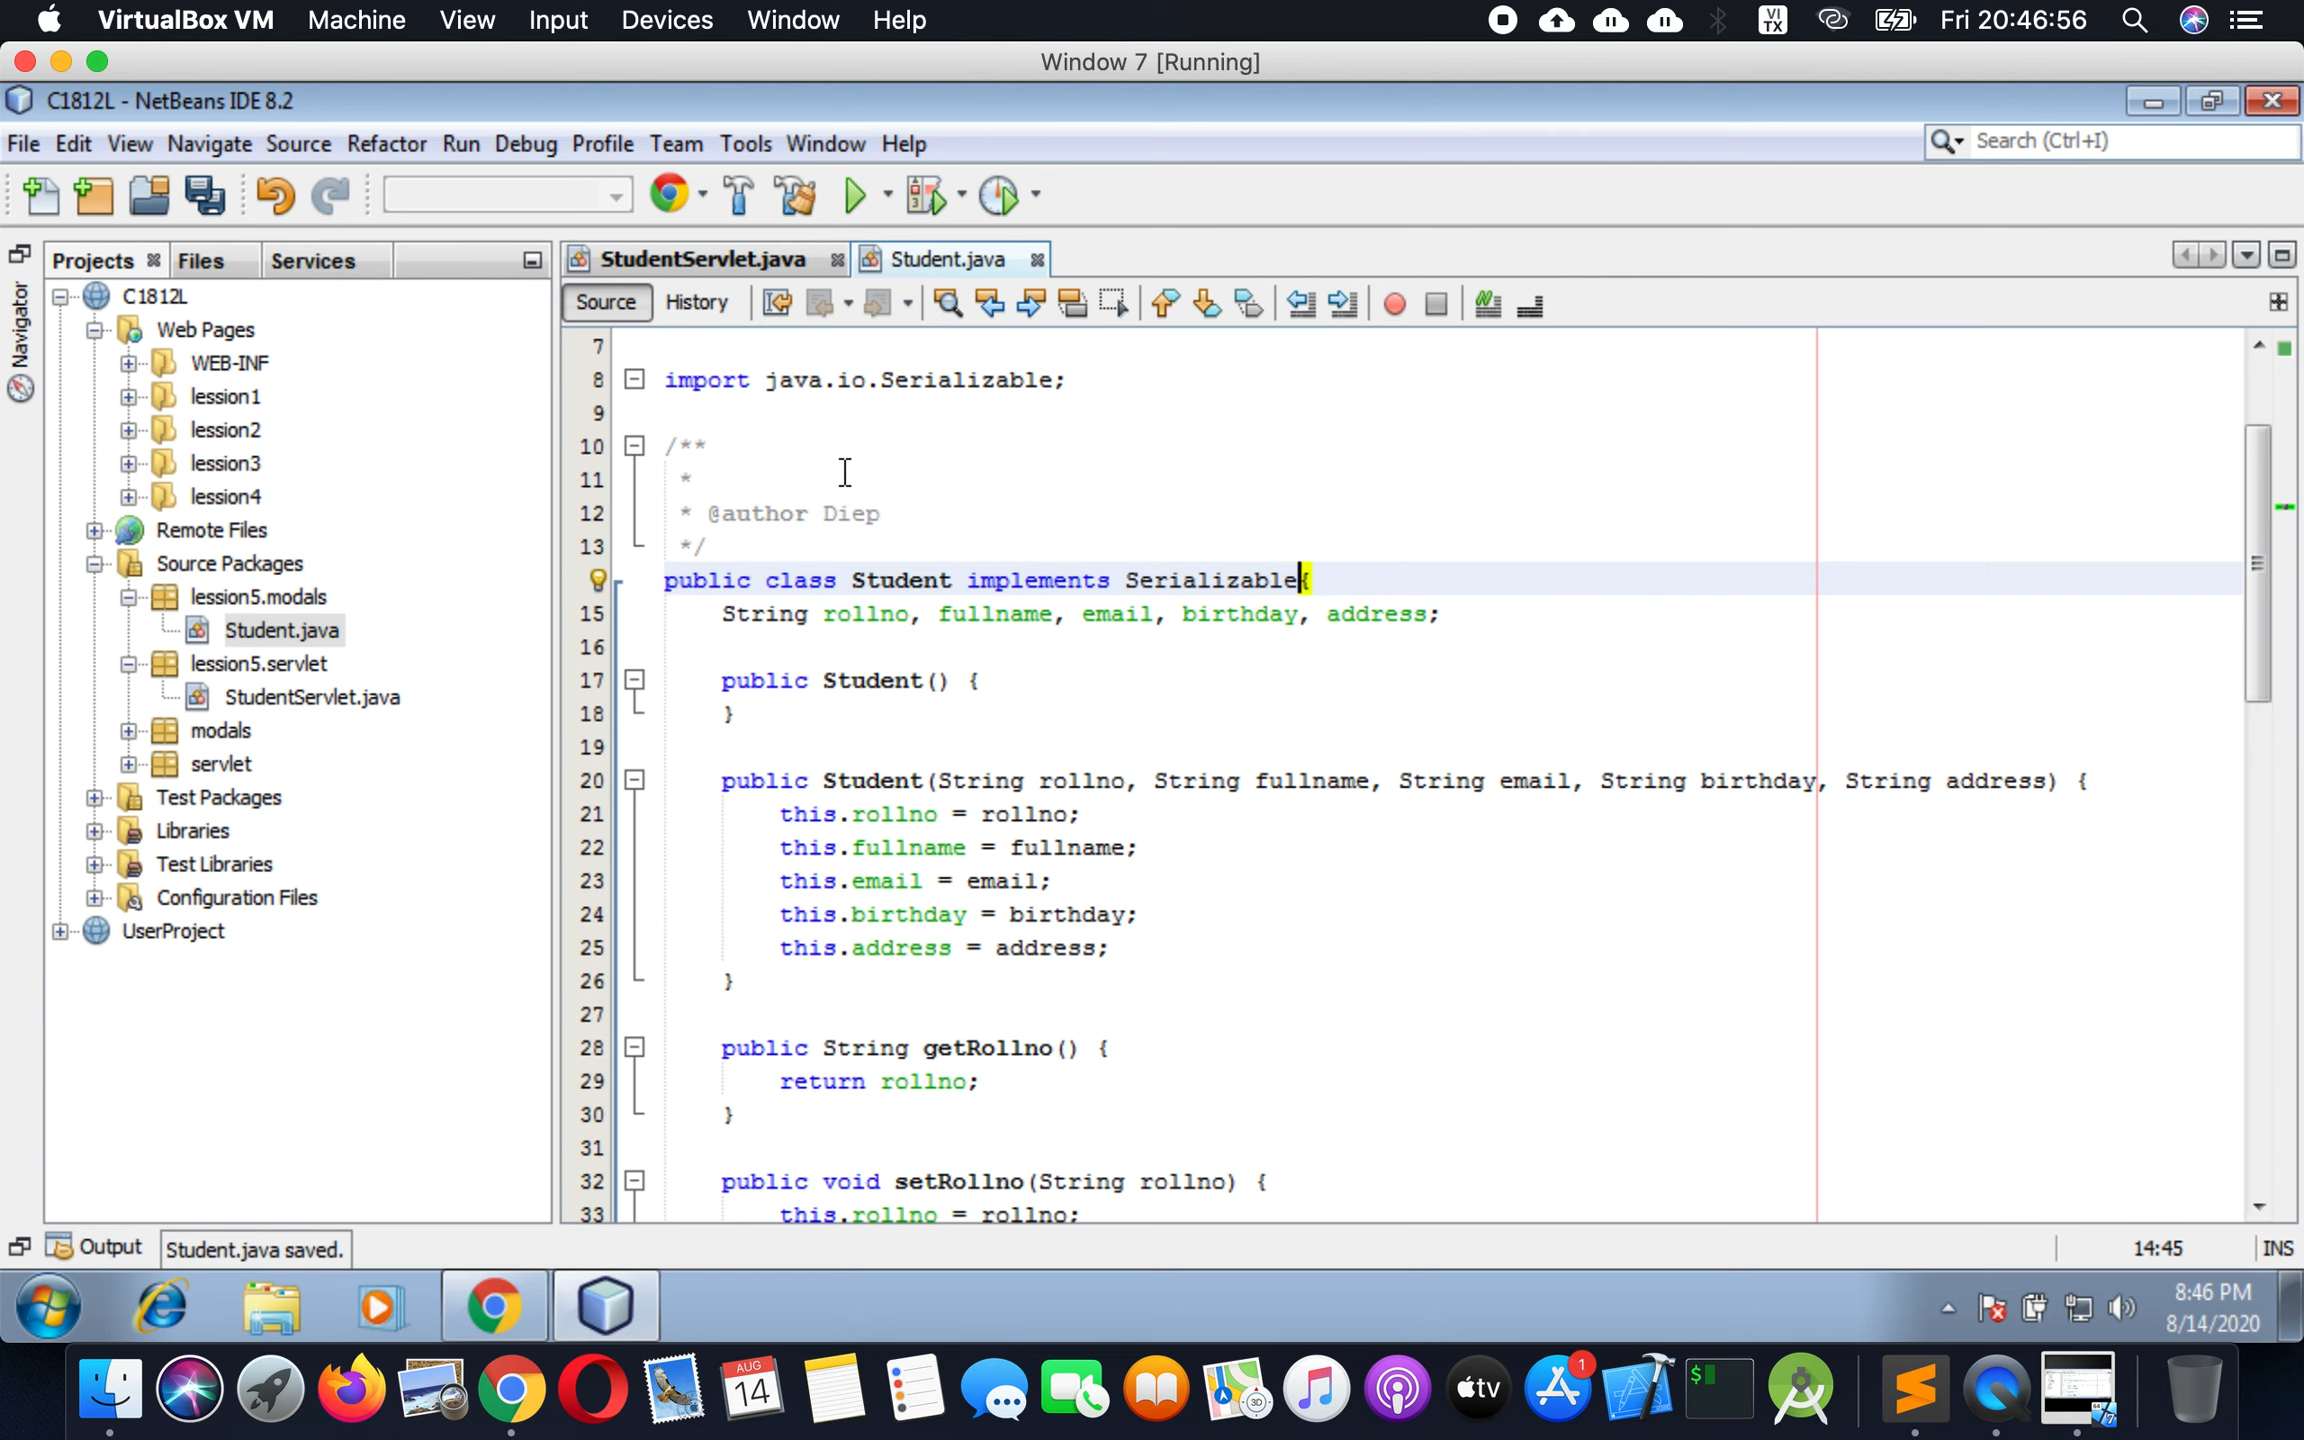 VirtualBox VM Machine View Input Devices Window Help
VI TX Fri 20:46:56
Window 7 [Running]
C1812L - NetBeans IDE 8.2
File Edit View Navigate Source Refactor Run Debug Profile Team Tools Window Help
Search (Ctrl+I)
Projects Files Services
StudentServlet.java Student.java
Source History
Navigator
C1812L
Web Pages
WEB-INF
lession1
lession2
lession3
lession4
Remote Files
Source Packages
lession5.modals
Student.java
lession5.servlet
StudentServlet.java
modals
servlet
Test Packages
Libraries
Test Libraries
Configuration Files
UserProject
7
8 import java.io.Serializable;
9
10 /**
11 *
12 * @author Diep
13 */
public class Student implements Serializable{
15 String rollno, fullname, email, birthday, address;
16
17 public Student() {
18 }
19
20 public Student(String rollno, String fullname, String email, String birthday, String address) {
21 this.rollno = rollno;
22 this.fullname = fullname;
23 this.email = email;
24 this.birthday = birthday;
25 this.address = address;
26 }
27
28 public String getRollno() {
29 return rollno;
30 }
31
32 public void setRollno(String rollno) {
33 this.rollno = rollno;
Output Student.java saved. 14:45 INS
8:46 PM
8/14/2020
AUG
14
3D
tv
1
$